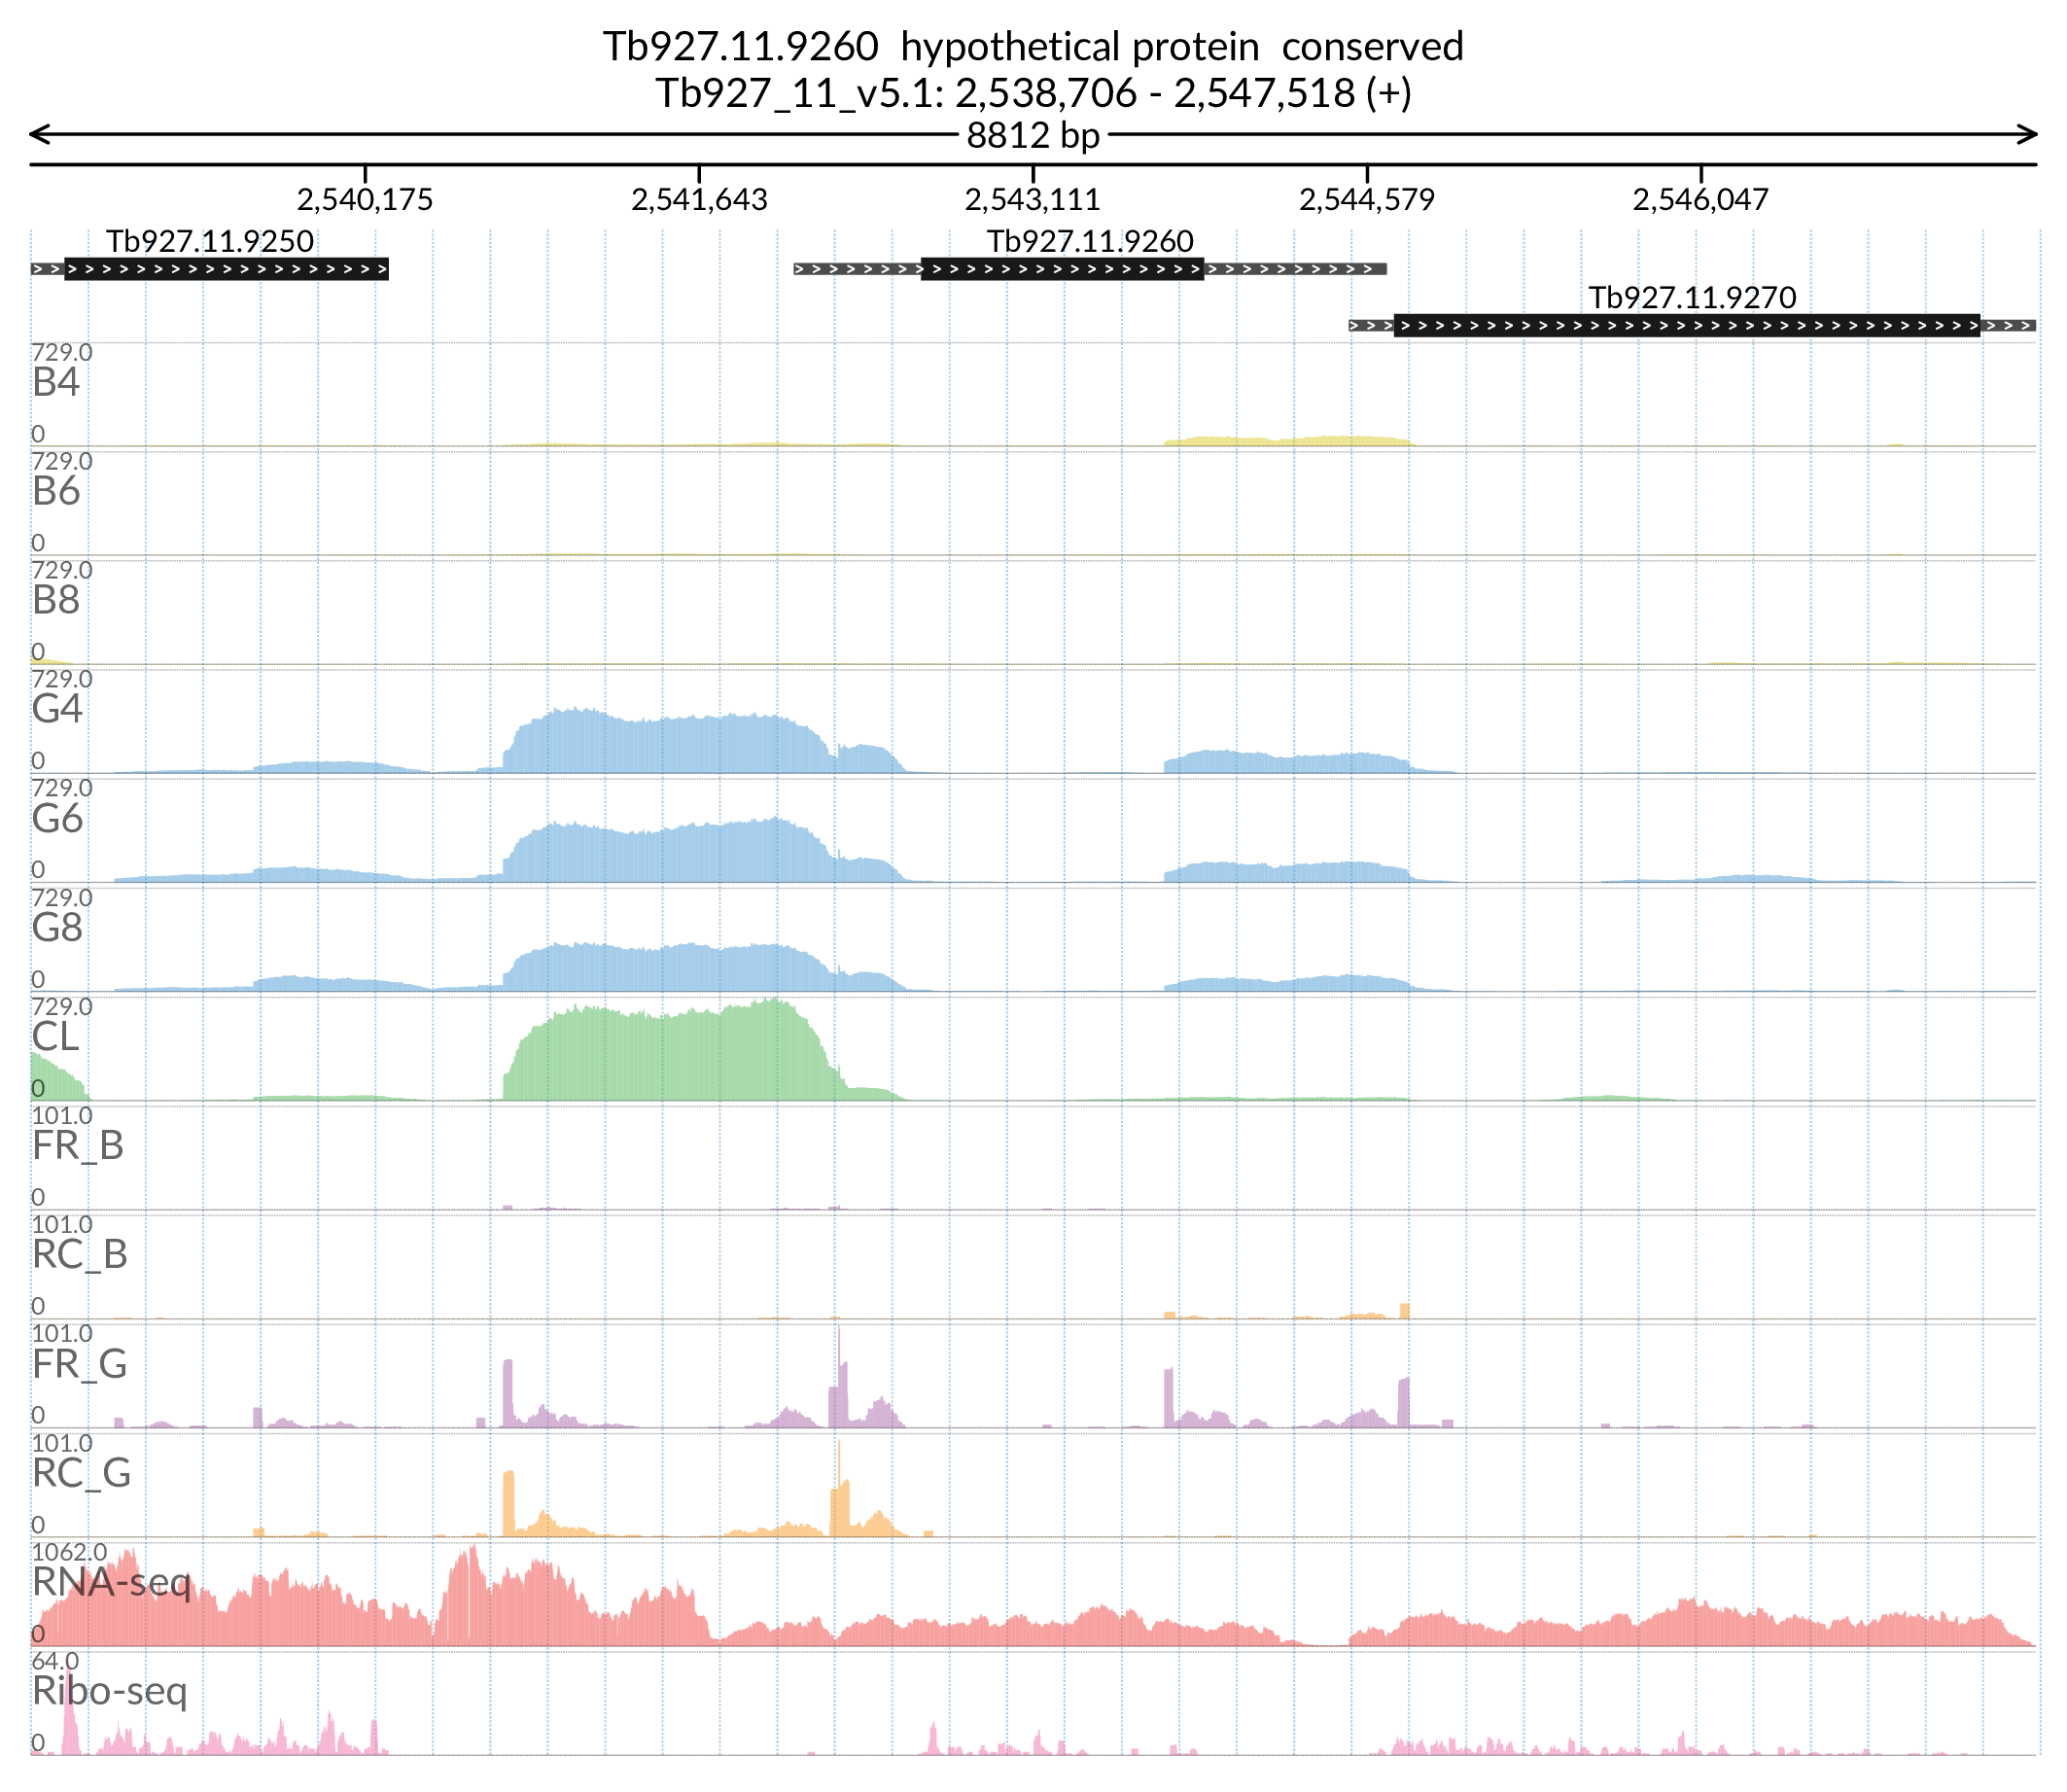 Tb927.11.9260 hypothetical protein conserved
Tb927_11_v5.1: 2,538,706 - 2,547,518 (+)
8812 bp
2,540,175 2,541,643 2,543,111 2,544,579 2,546,047
Tb927.11.9250 Tb927.11.9260
Tb927.11.9270
729.0
B4
0
729.0
B6
0
729.0
B8
0
729.0
G4
0
729.0
G6
0
729.0
G8
0
729.0
CL
0
101.0
FR_B
0
101.0
RC_B
0
101.0
FR_G
0
101.0
RC_G
0
1062.0
RNA-seq
0
64.0
Ribo-seq
0